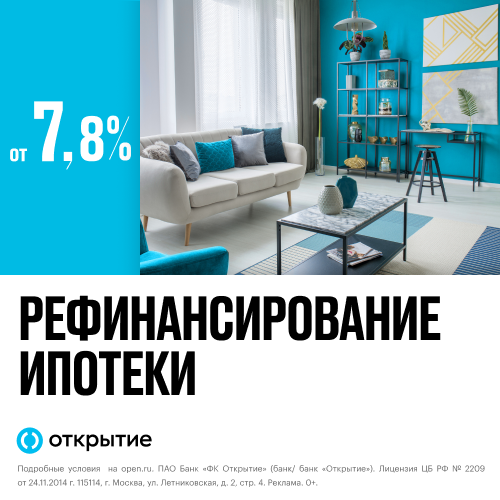 от 7,8%
РЕФИНАНСИРОВАНИЕ
ИПОТЕКИ
открытие
Подробные условия на open.ru. ПАО Банк «ФК Открытие» (банк/ банк «Открытие»). Лицензия ЦБ РФ № 2209
от 24.11.2014 г. 115114, г. Москва, ул. Летниковская, д. 2, стр. 4. Реклама. 0+.